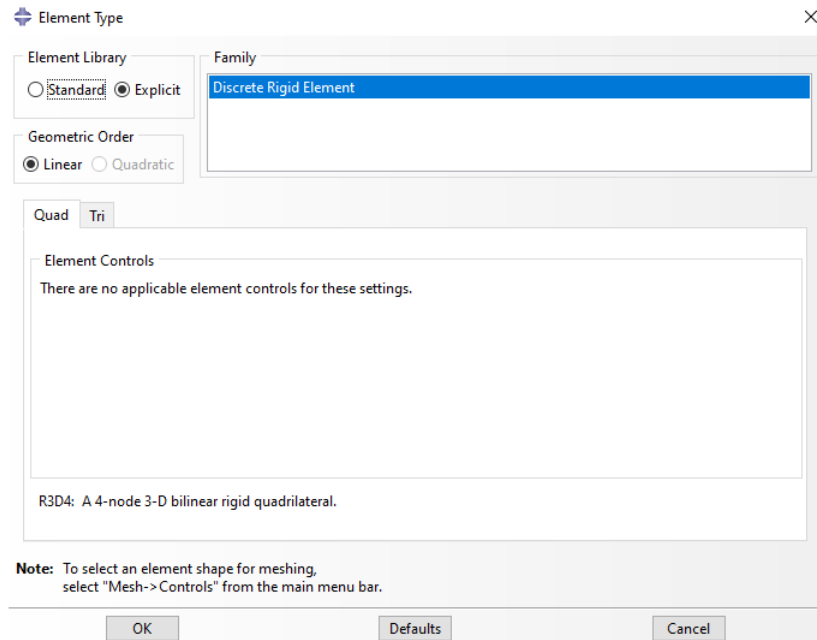 Element Type
Element Library
Standard Explicit
Family
Discrete Rigid Element
Geometric Order
Linear Quadratic
Quad Tri
Element Controls
There are no applicable element controls for these settings.
R3D4: A 4-node 3-D bilinear rigid quadrilateral.
Note: To select an element shape for meshing,
select "Mesh->Controls" from the main menu bar.
OK Defaults Cancel